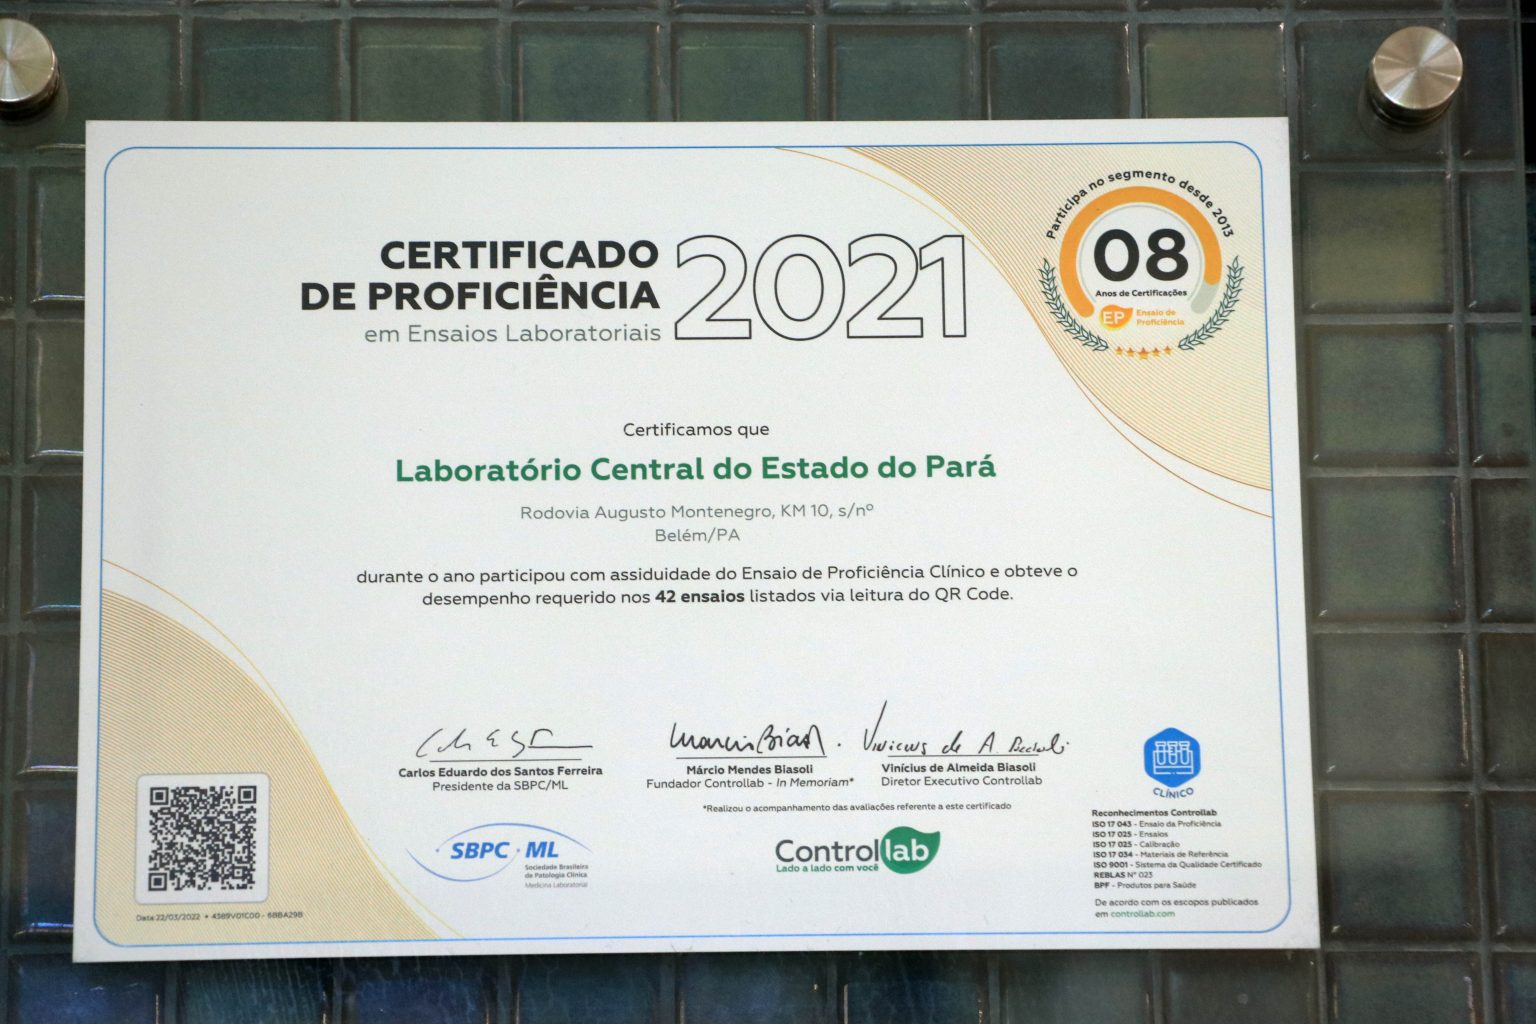 Participa no segmento desde 2013
08
Anos de Certificações
EP Ensaio de
Proficiência
CERTIFICADO
DE PROFICIÊNCIA
em Ensaios Laboratoriais
2021
Certificamos que
Laboratório Central do Estado do Pará
Rodovia Augusto Montenegro, KM 10, s/nº
Belém/PA
durante o ano participou com assiduidade do Ensaio de Proficiência Clínico e obteve o
desempenho requerido nos 42 ensaios listados via leitura do QR Code.
Carlos Eduardo dos Santos Ferreira
Presidente da SBPC/ML
Márcio Mendes Biasoli
Fundador Controllab - In Memoriam*
Vinícius de Almeida Biasoli
Diretor Executivo Controllab
*Realizou o acompanhamento das avaliações referente a este certificado
SBPC · ML
Sociedade Brasileira
de Patologia Clínica
Medicina Laboratorial
Controllab
Lado a lado com você
CLÍNICO
Reconhecimentos Controllab
ISO 17 043 - Ensaio da Proficiência
ISO 17 025 - Ensaios
ISO 17 025 - Calibração
ISO 17 034 - Materiais de Referência
ISO 9001 - Sistema da Qualidade Certificado
REBLAS N° 023
BPF - Produtos para Saúde
De acordo com os escopos publicados
em controllab.com
Data 22/03/2022 • 4589V01C00 - 6BBA29B